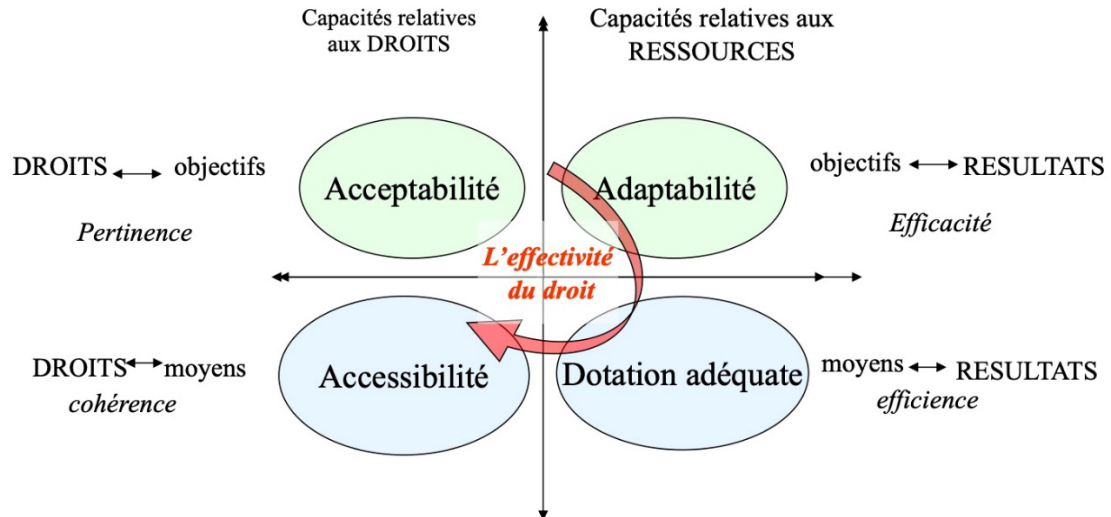 Capacités relatives
aux DROITS
Capacités relatives aux
RESSOURCES
DROITS objectifs
Pertinence
Acceptabilité
Adaptabilité
objectifs RESULTATS
Efficacité
L'effectivité
du droit
DROITS moyens
cohérence
Accessibilité
Dotation adéquate
moyens RESULTATS
efficience